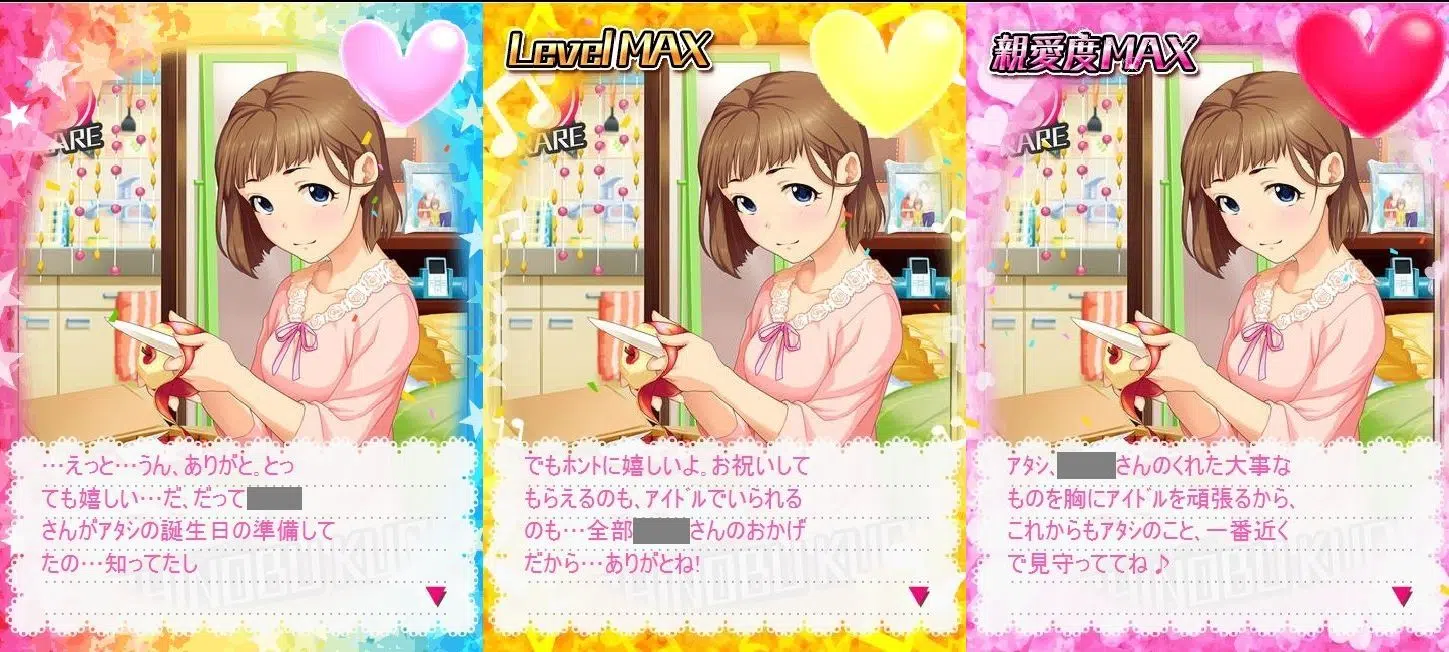 RARE
…えっと…うん、ありがと。とっ
ても嬉しい…だ、だって
さんがｱﾀｼの誕生日の準備して
たの…知ってたし
Level MAX
RARE
でもﾎﾝﾄに嬉しいよ。お祝いして
もらえるのも、ｱｲﾄﾞﾙでいられる
のも…全部 さんのおかげ
だから…ありがとね!
親愛度MAX
RARE
ｱﾀｼ、 さんのくれた大事な
ものを胸にｱｲﾄﾞﾙを頑張るから、
これからもｱﾀｼのこと、一番近く
で見守っててね♪